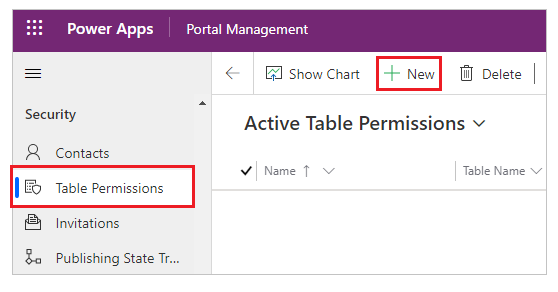 Power Apps Portal Management
Show Chart New Delete
Security
Active Table Permissions
Contacts
Name Table Name
Table Permissions
Invitations
Publishing State Tr...